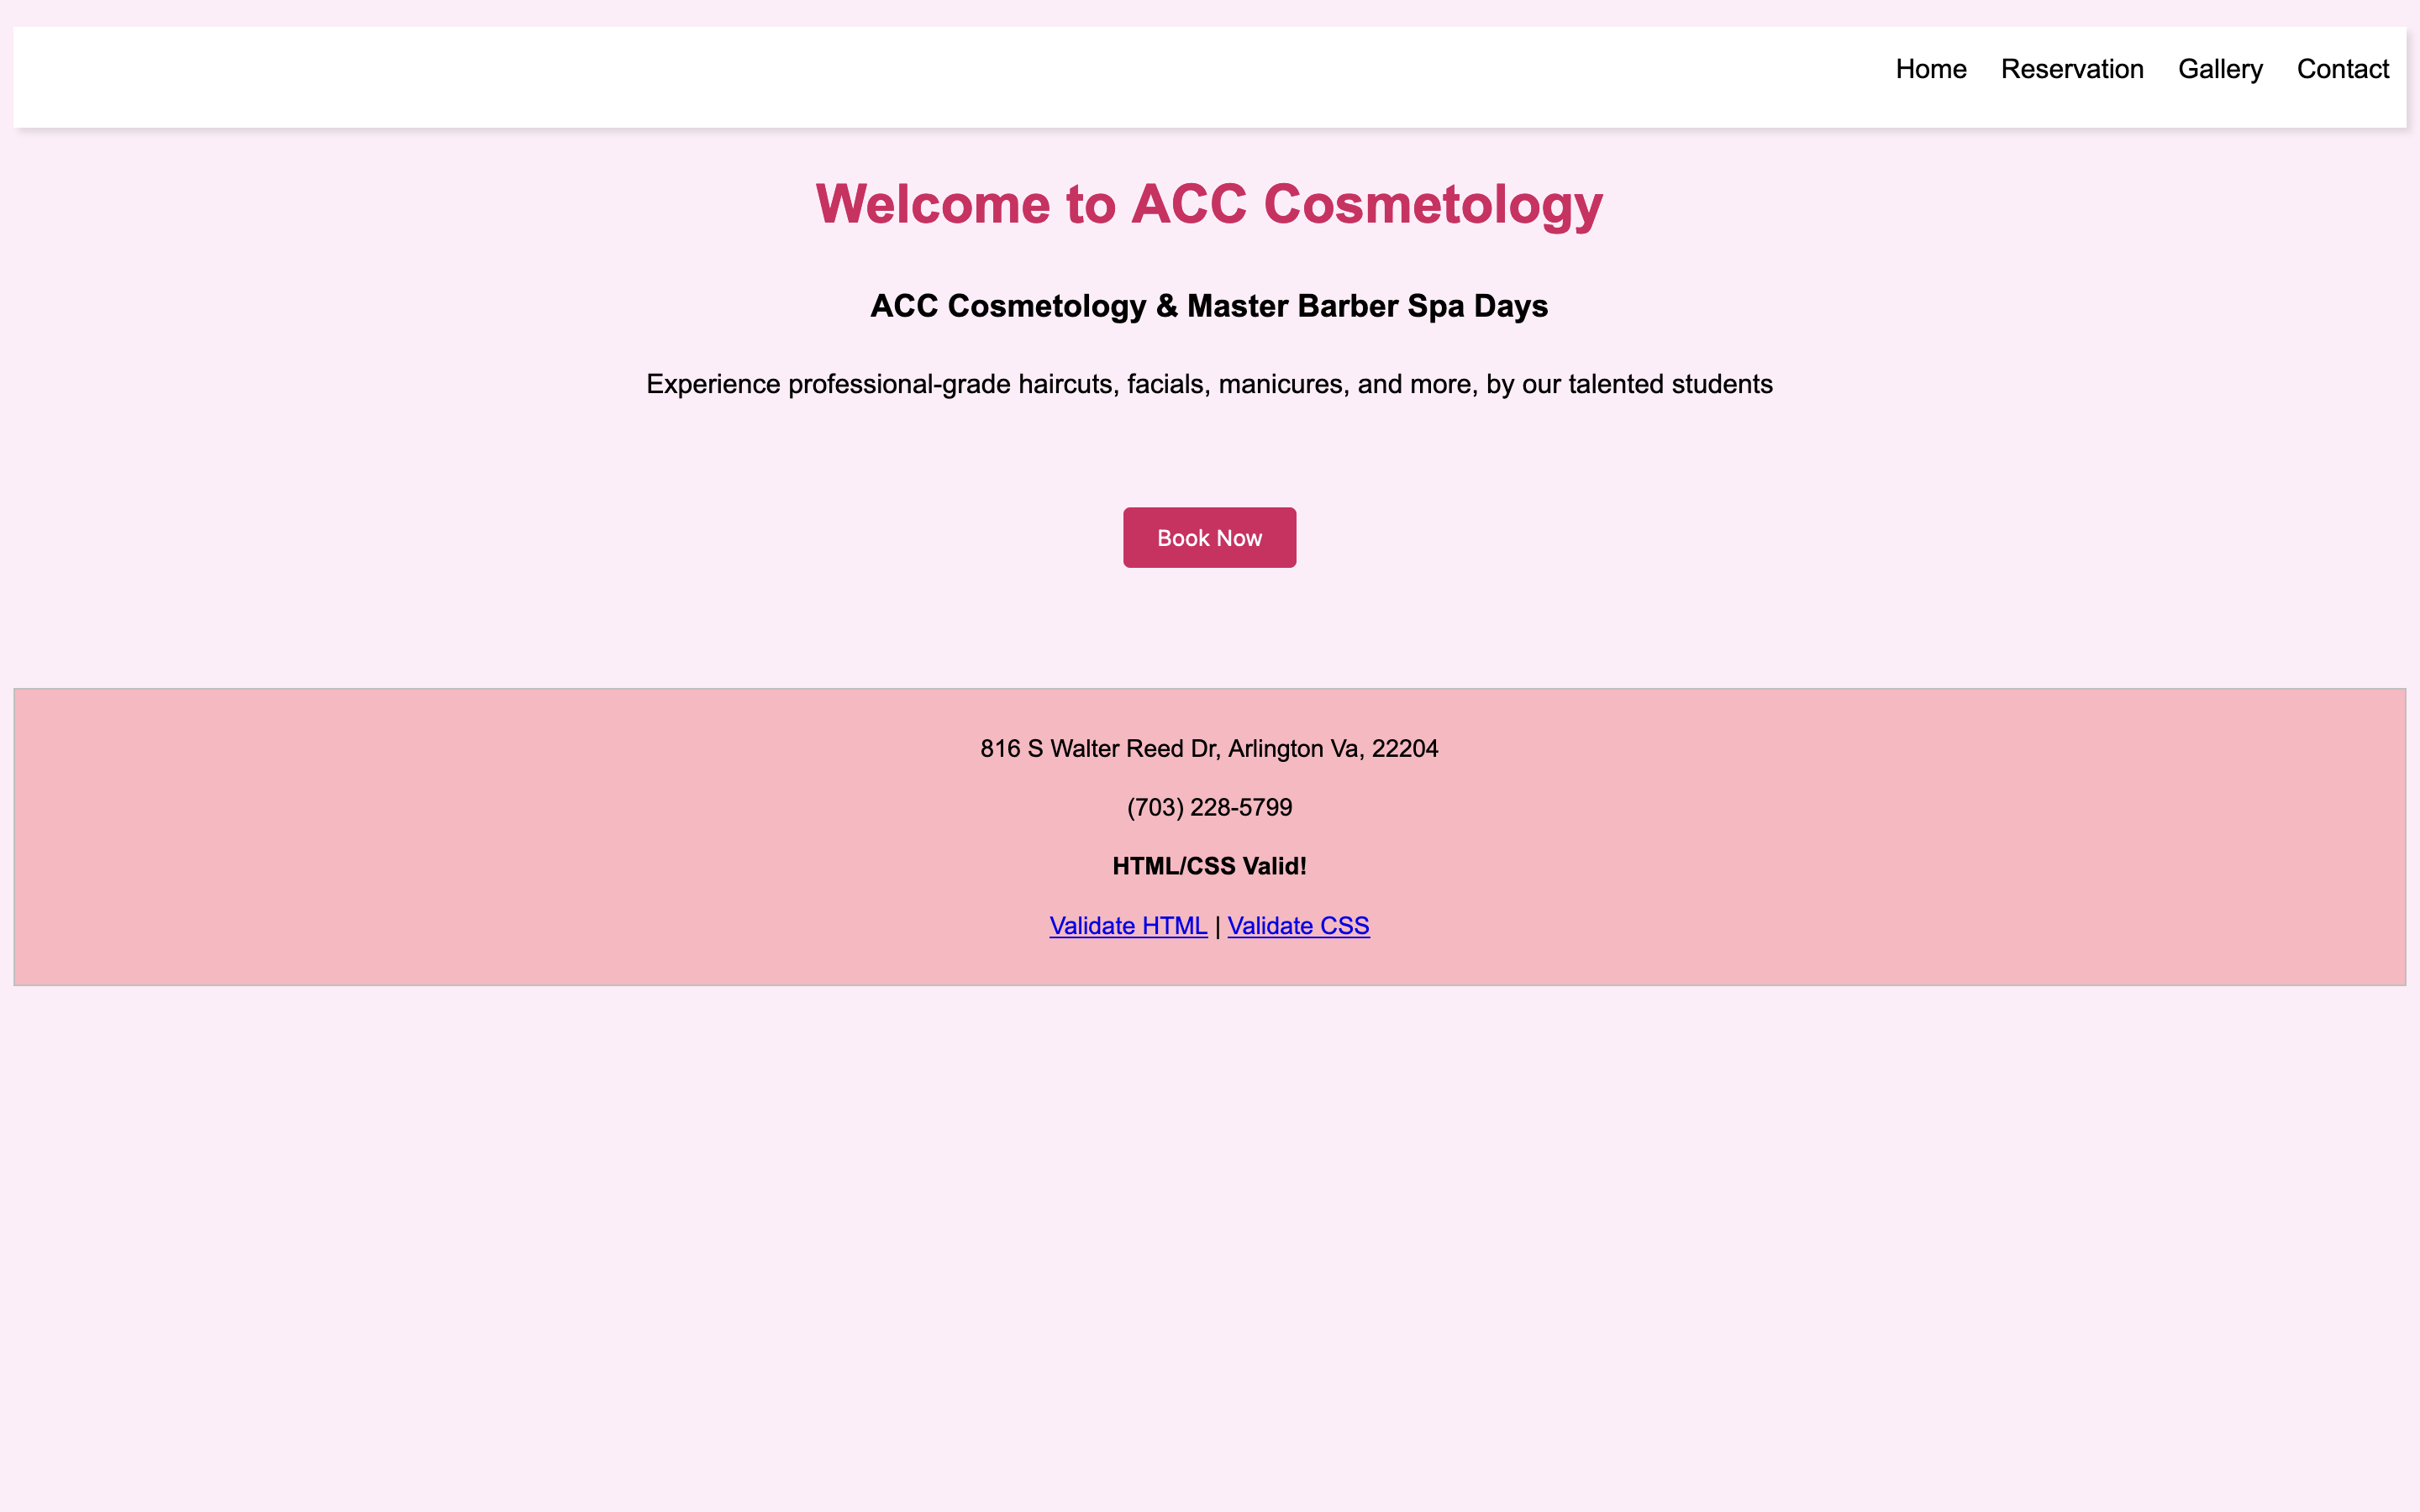 Home Reservation Gallery Contact
Welcome to ACC Cosmetology
ACC Cosmetology & Master Barber Spa Days
Experience professional-grade haircuts, facials, manicures, and more, by our talented students
Book Now
816 S Walter Reed Dr, Arlington Va, 22204
(703) 228-5799
HTML/CSS Valid!
Validate HTML | Validate CSS